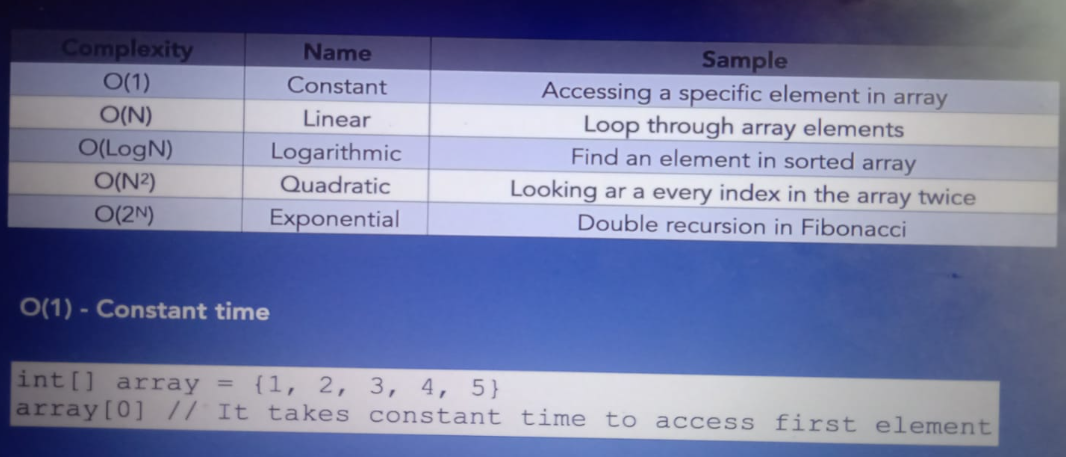 Complexity Name Sample
O(1) Constant Accessing a specific element in array
O(N) Linear Loop through array elements
O(LogN) Logarithmic Find an element in sorted array
O(N²) Quadratic Looking ar a every index in the array twice
O(2ᴺ) Exponential Double recursion in Fibonacci
O(1) - Constant time
int[] array = {1, 2, 3, 4, 5}
array[0] // It takes constant time to access first element